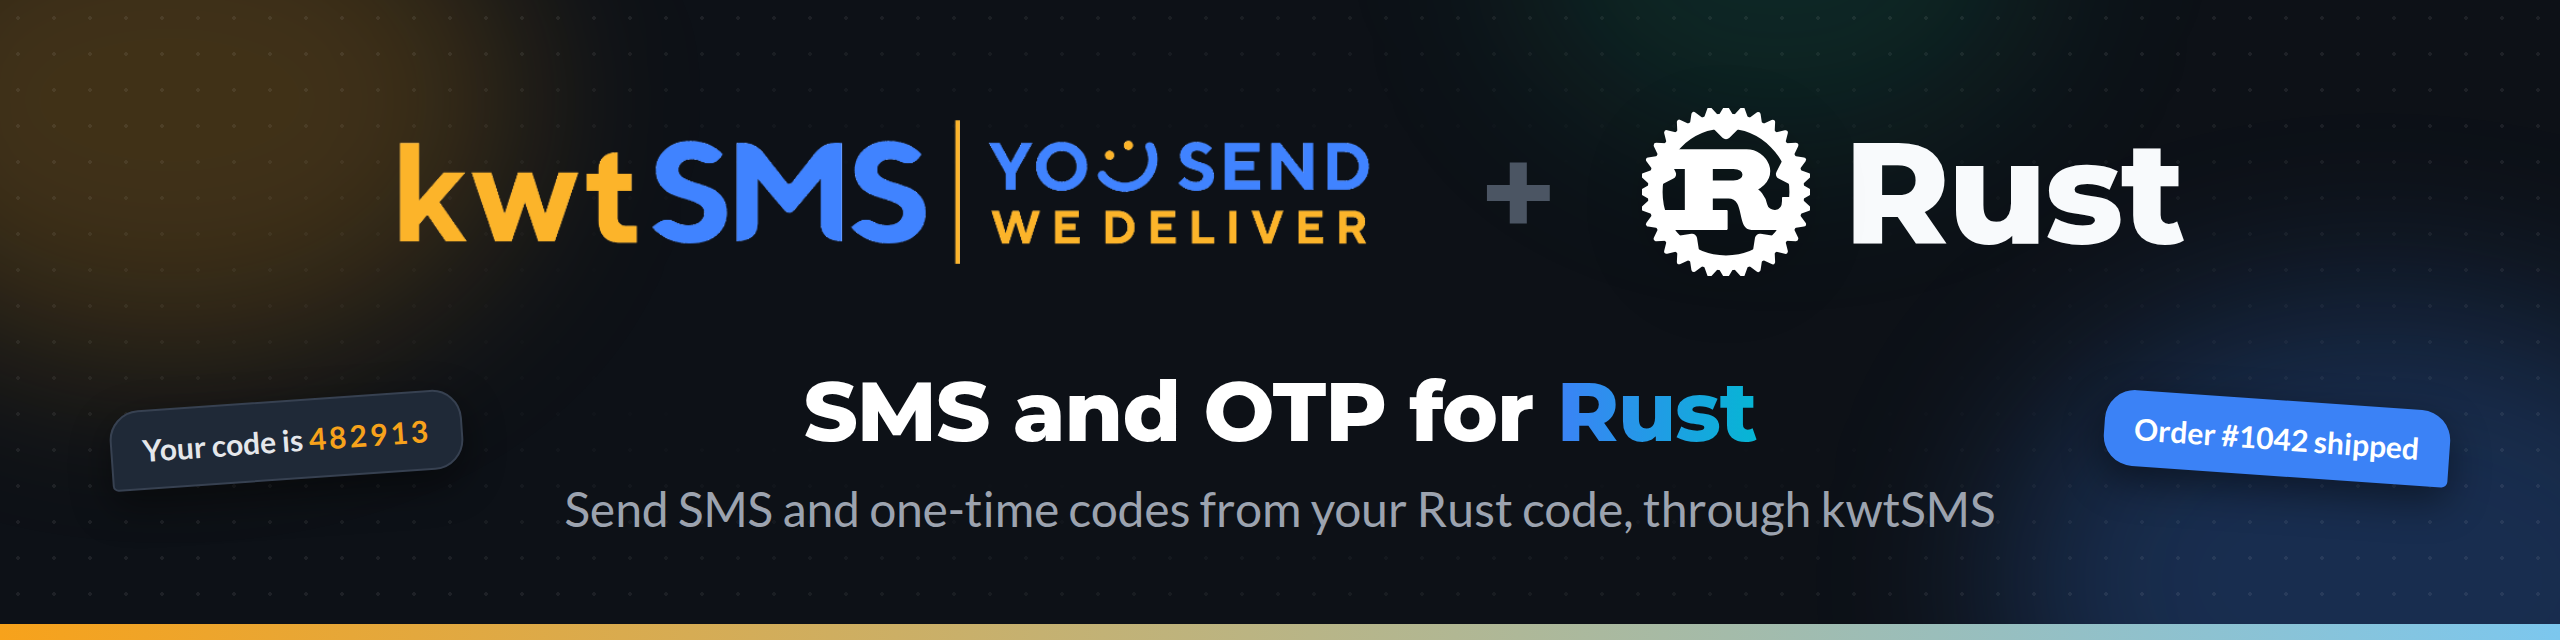 kwtSMS
YOU SEND
WE DELIVER
+
R
Rust
SMS and OTP for Rust
Send SMS and one-time codes from your Rust code, through kwtSMS
Your code is 482913
Order #1042 shipped